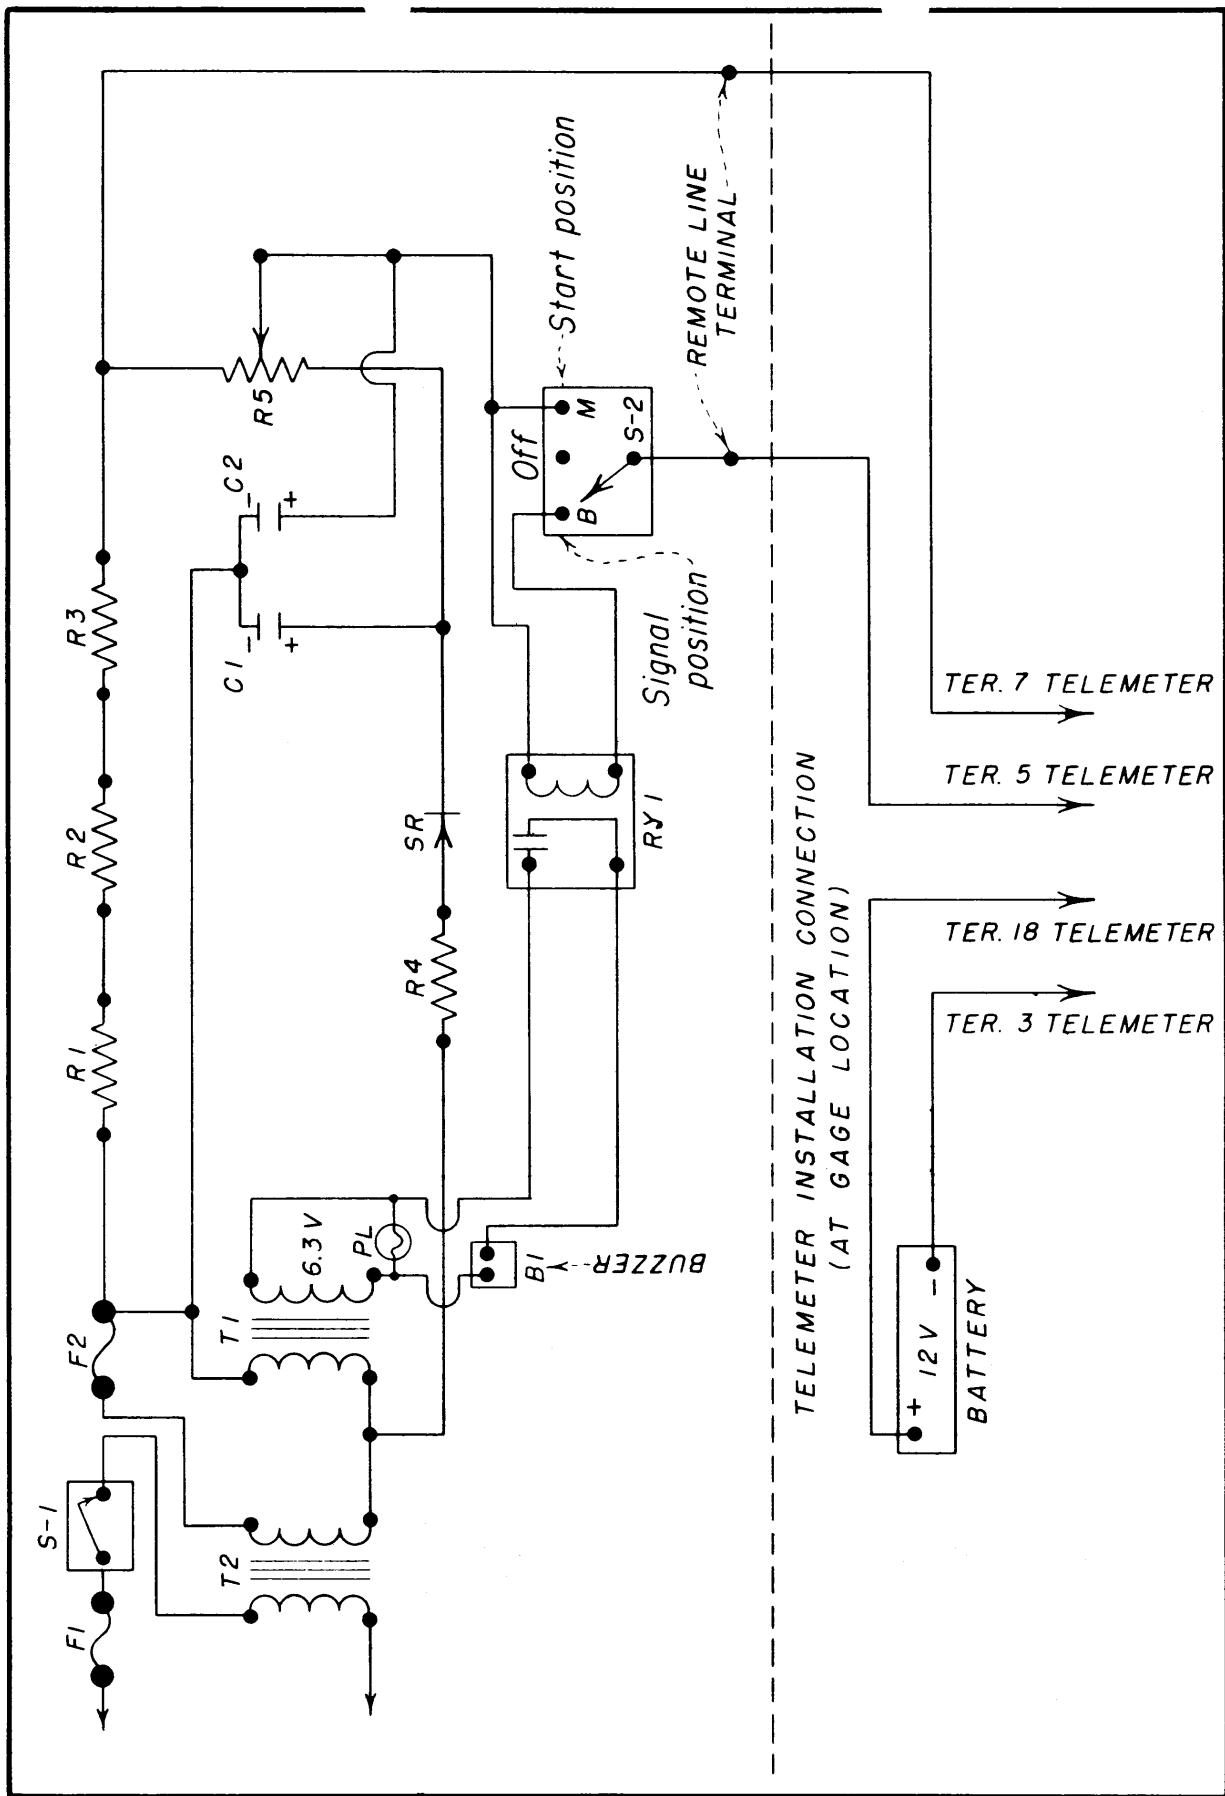 F1
S-1
F2
R1
R2
R3
T2
T1
6.3 V
PL
C1
-
+
C2
-
+
R5
R4
SR
B1
BUZZER
RY1
Off
B
M
S-2
Start position
Signal
position
REMOTE LINE
TERMINAL
TELEMETER INSTALLATION CONNECTION
(AT GAGE LOCATION)
+ 12V -
BATTERY
TER. 7 TELEMETER
TER. 5 TELEMETER
TER. 18 TELEMETER
TER. 3 TELEMETER